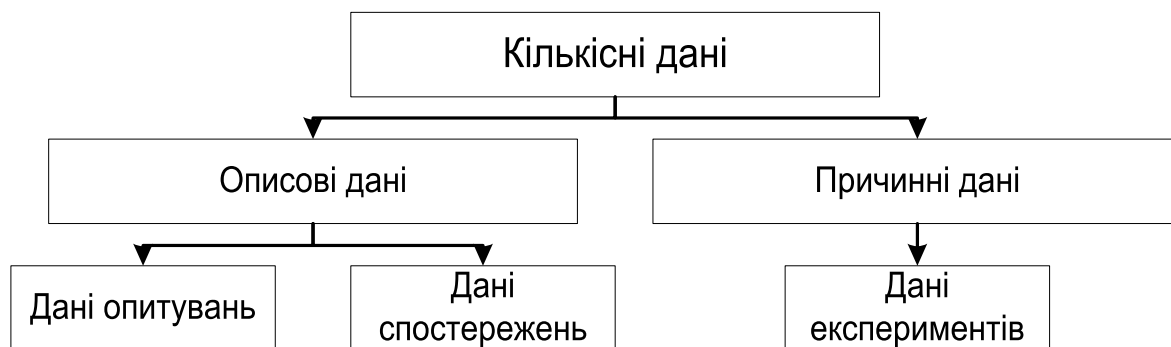 Кількісні дані
Описові дані
Причинні дані
Дані опитувань
Дані
спостережень
Дані
експериментів